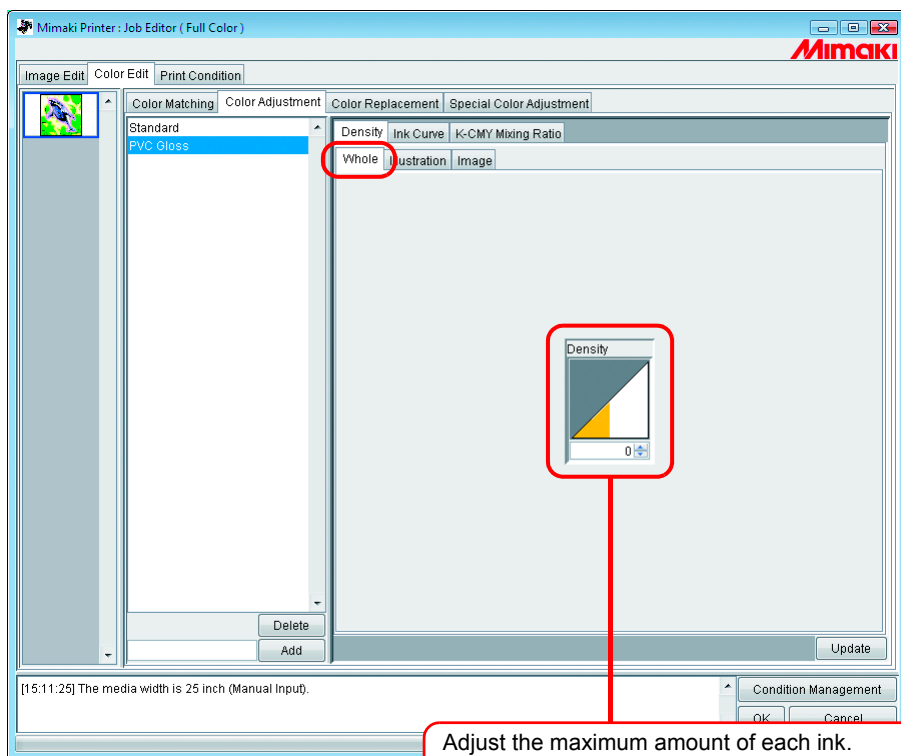 Mimaki Printer : Job Editor ( Full Color )
Mimaki
Image Edit Color Edit Print Condition
Color Matching Color Adjustment Color Replacement Special Color Adjustment
Standard
PVC Gloss
Density Ink Curve K-CMY Mixing Ratio
Whole Illustration Image
Density
0
Delete
Add
Update
[15:11:25] The media width is 25 inch (Manual Input).
Condition Management
OK Cancel
Adjust the maximum amount of each ink.